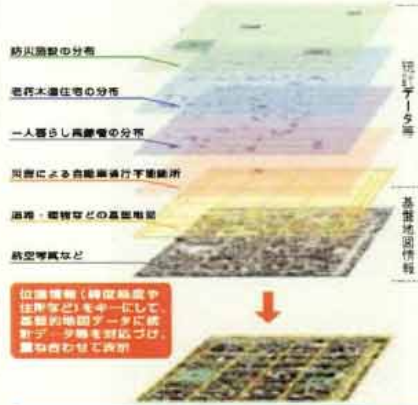 防災施設の分布
老朽木造住宅の分布
一人暮らし高齢者の分布
災害による自動車通行不能箇所
道路・建物などの基盤地図
航空写真など
統計データ等
基盤地図情報
位置情報(緯度経度や
住所など)をキーにして、
基盤的地図データに統
計データ等を対応づけ、
重ね合わせて表示